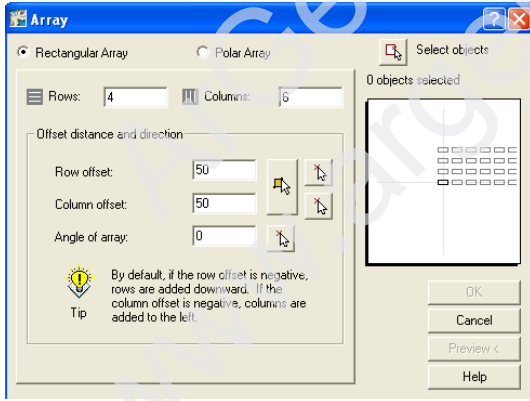 Array
Rectangular Array
Polar Array
Select objects
0 objects selected
Rows: 4
Columns: 6
Offset distance and direction
Row offset: 50
Column offset: 50
Angle of array: 0
Tip
By default, if the row offset is negative,
rows are added downward. If the
column offset is negative, columns are
added to the left.
OK
Cancel
Preview <
Help